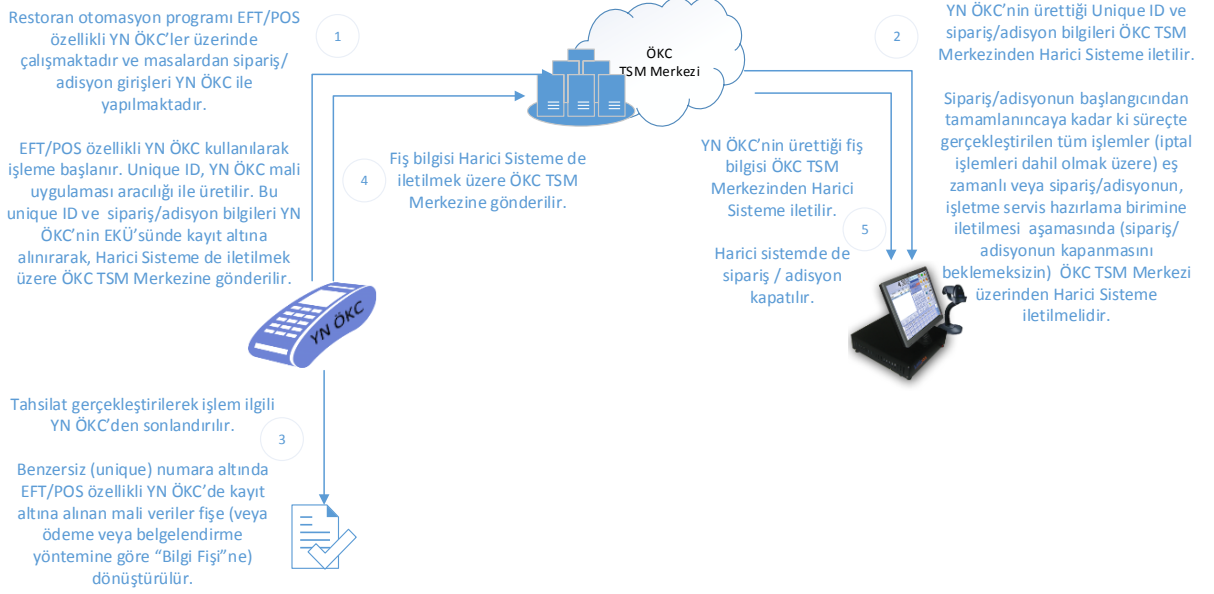 Restoran otomasyon programı EFT/POS
özellikli YN ÖKC’ler üzerinde
çalışmaktadır ve masalardan sipariş/
adisyon girişleri YN ÖKC ile
yapılmaktadır.
EFT/POS özellikli YN ÖKC kullanılarak
işleme başlanır. Unique ID, YN ÖKC mali
uygulaması aracılığı ile üretilir. Bu
unique ID ve sipariş/adisyon bilgileri YN
ÖKC’nin EKÜ’sünde kayıt altına
alınırarak, Harici Sisteme de iletilmek
üzere ÖKC TSM Merkezine gönderilir.
1
ÖKC
TSM Merkezi
2
YN ÖKC’nin ürettiği Unique ID ve
sipariş/adisyon bilgileri ÖKC TSM
Merkezinden Harici Sisteme iletilir.
Sipariş/adisyonun başlangıcından
tamamlanıncaya kadar ki süreçte
gerçekleştirilen tüm işlemler (iptal
işlemleri dahil olmak üzere) eş
zamanlı veya sipariş/adisyonun,
işletme servis hazırlama birimine
iletilmesi aşamasında (sipariş/
adisyonun kapanmasını
beklemeksizin) ÖKC TSM Merkezi
üzerinden Harici Sisteme
iletilmelidir.
4
Fiş bilgisi Harici Sisteme de
iletilmek üzere ÖKC TSM
Merkezine gönderilir.
YN ÖKC’nin ürettiği fiş
bilgisi ÖKC TSM
Merkezinden Harici
Sisteme iletilir.
5
Harici sistemde de
sipariş / adisyon
kapatılır.
YN ÖKC
Tahsilat gerçekleştirilerek işlem ilgili
YN ÖKC’den sonlandırılır.
3
Benzersiz (unique) numara altında
EFT/POS özellikli YN ÖKC’de kayıt
altına alınan mali veriler fişe (veya
ödeme veya belgelendirme
yöntemine göre “Bilgi Fişi”ne)
dönüştürülür.